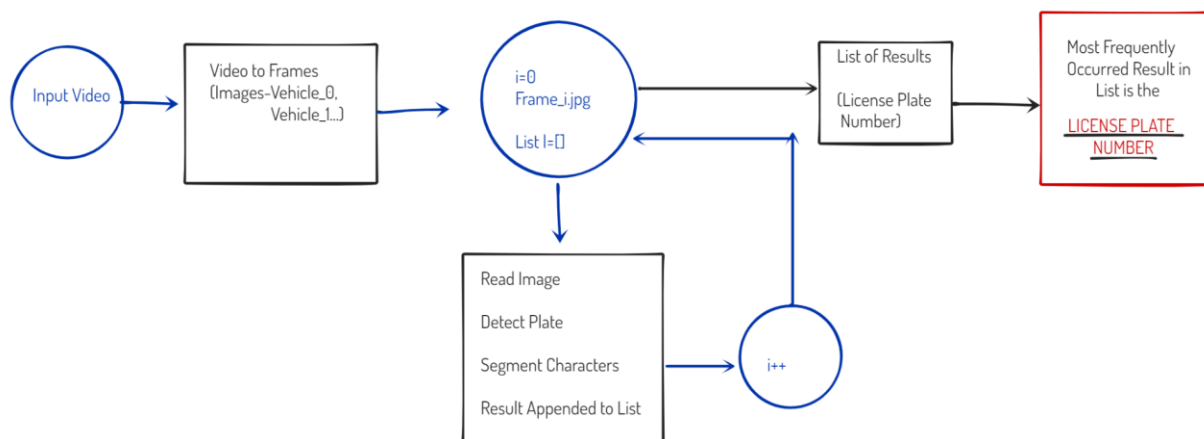 Input Video
Video to Frames
(Images-Vehicle_0,
Vehicle_1...)
i=0
Frame_i.jpg
List l=[]
Read Image
Detect Plate
Segment Characters
Result Appended to List
i++
List of Results
(License Plate
Number)
Most Frequently
Occurred Result in
List is the
LICENSE PLATE
NUMBER